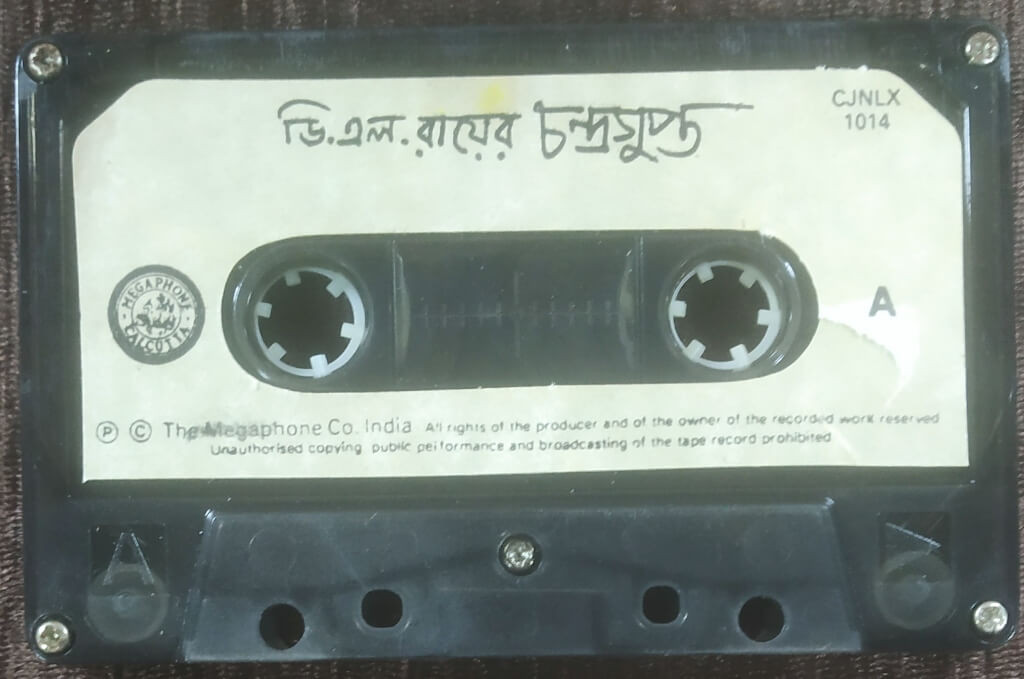 ডি.এল.রায়ের চন্দ্রগুপ্ত
CJNLX
1014
MEGAPHONE
CALCUTTA
A
Ⓟ © The Megaphone Co. India All rights of the producer and of the owner of the recorded work reserved
Unauthorised copying public performance and broadcasting of the tape record prohibited
A